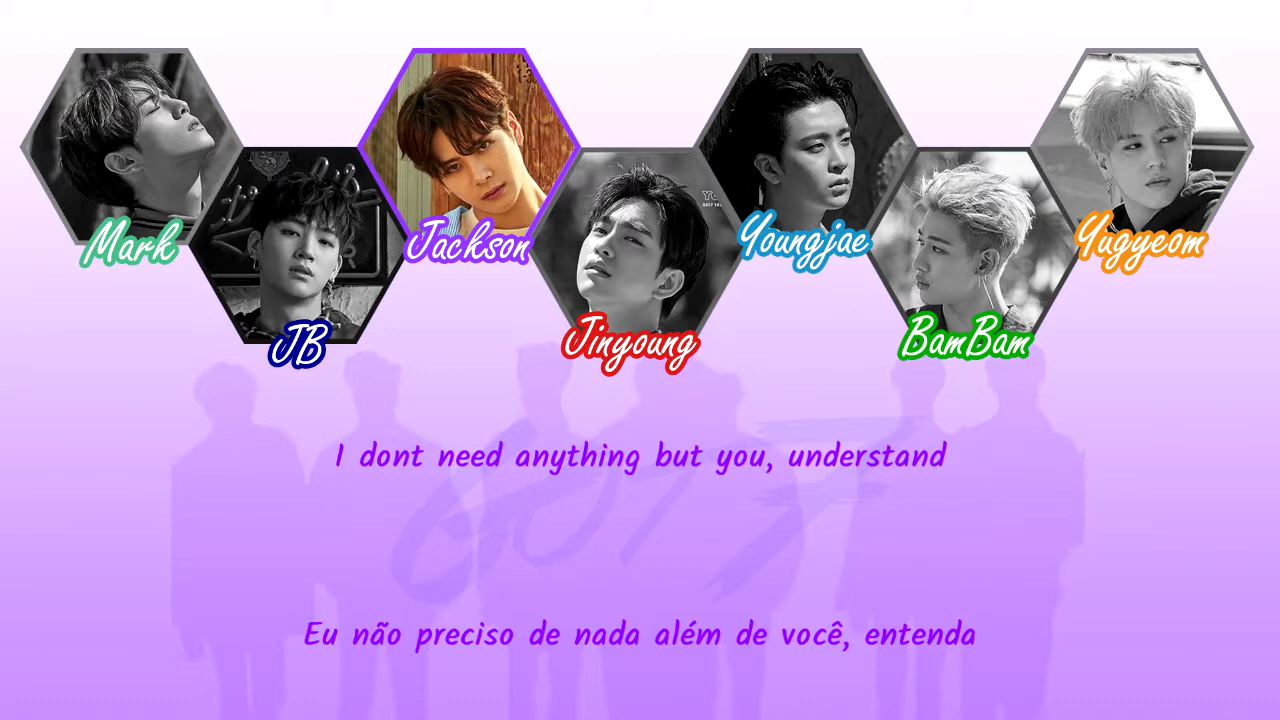 Mark
JB
Jackson
Jinyoung
Youngjae
BamBam
Yugyeom
I dont need anything but you, understand
GOT7
Eu não preciso de nada além de você, entenda